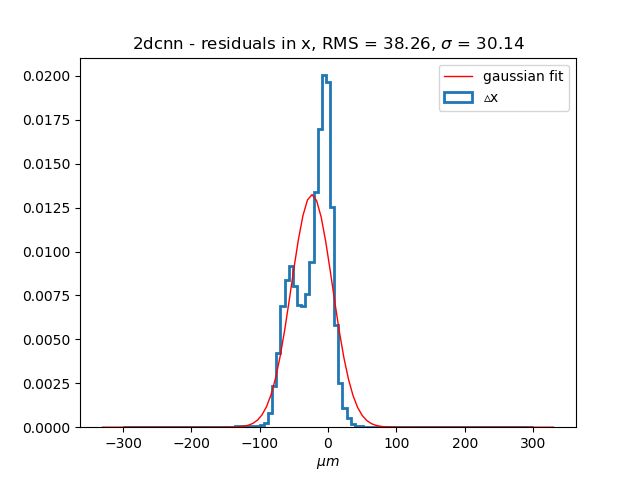 2dcnn - residuals in x, RMS = 38.26, σ = 30.14
gaussian fit
△x
0.0200
0.0175
0.0150
0.0125
0.0100
0.0075
0.0050
0.0025
0.0000
−300 −200 −100 0 100 200 300
μm